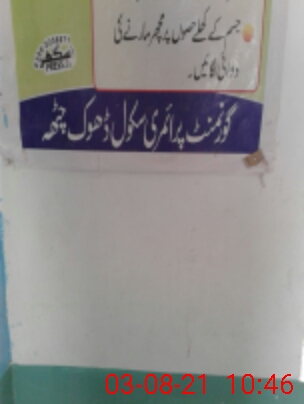 جسم کے کھلے حصوں پر مچھر مارنے کی
دوائی لگائیں۔
گورنمنٹ پرائمری سکول ڈھوک چٹھہ
03-08-21 10:46